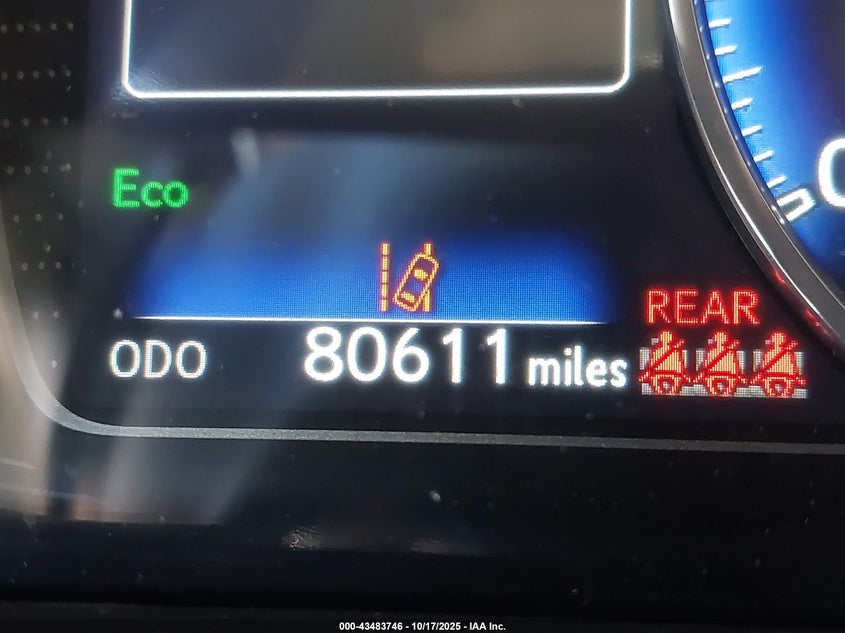 Eco
REAR
ODO 80611 miles
000-43483746 - 10/17/2025 - IAA Inc.